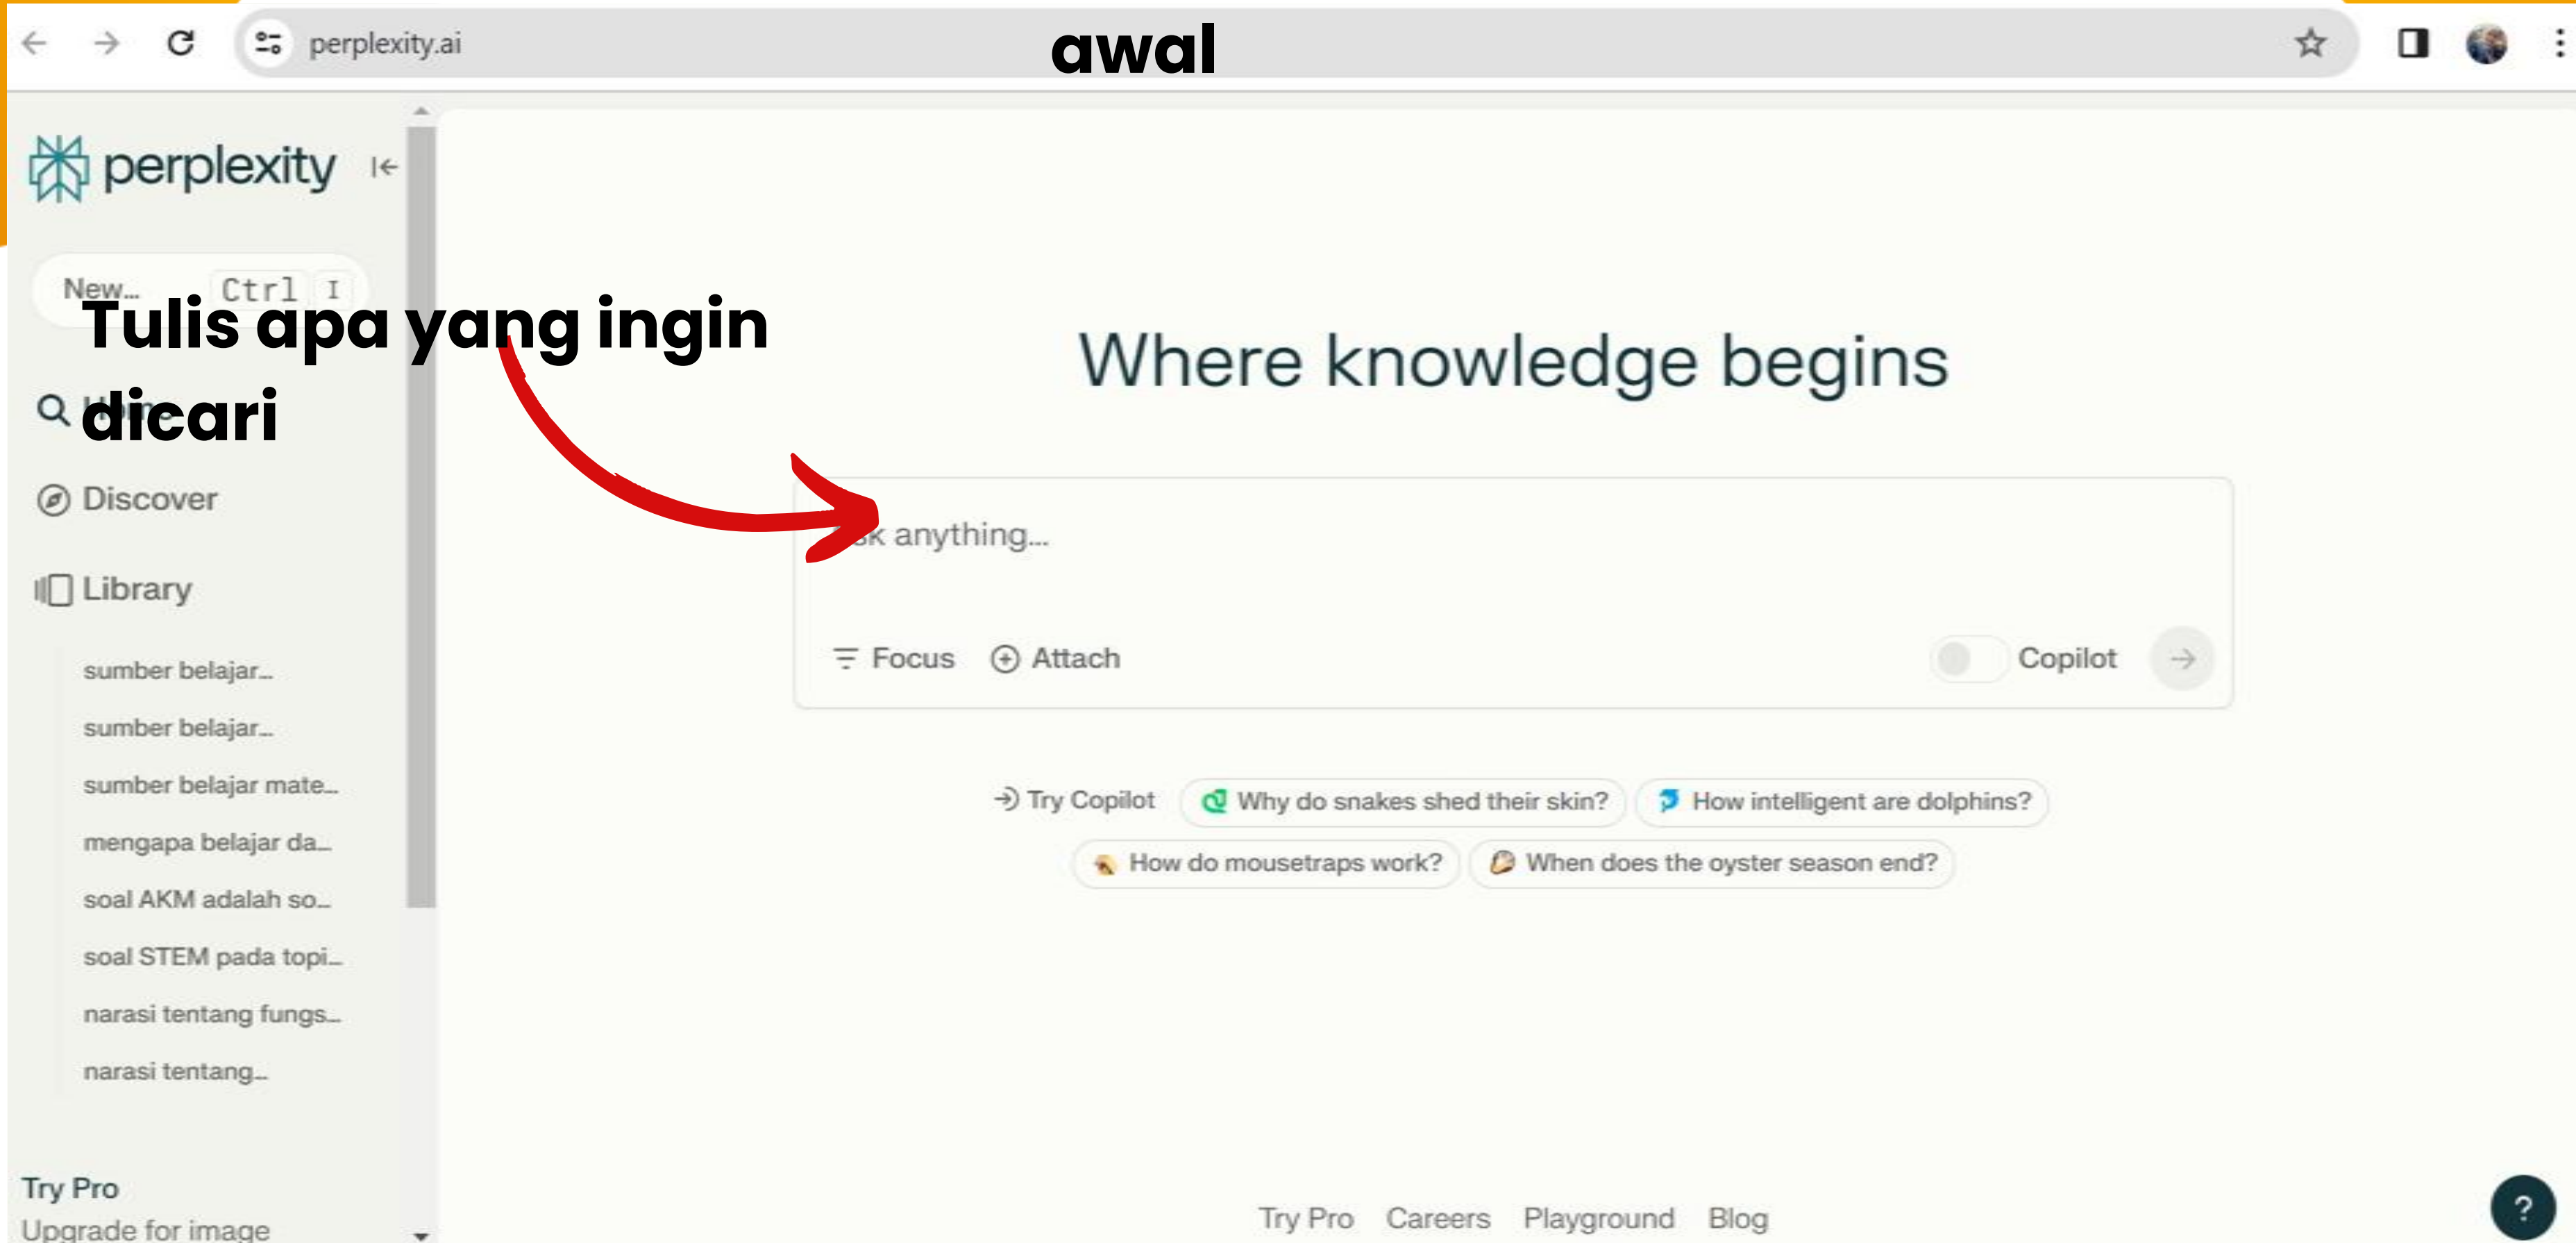 perplexity.ai
awal
perplexity
New... Ctrl I
Tulis apa yang ingin
dicari
Discover
Library
sumber belajar...
sumber belajar...
sumber belajar mate...
mengapa belajar da...
soal AKM adalah so...
soal STEM pada topi...
narasi tentang fungs...
narasi tentang...
Try Pro
Upgrade for image
Where knowledge begins
anything...
Focus Attach Copilot
Try Copilot Why do snakes shed their skin? How intelligent are dolphins?
How do mousetraps work? When does the oyster season end?
Try Pro Careers Playground Blog
?